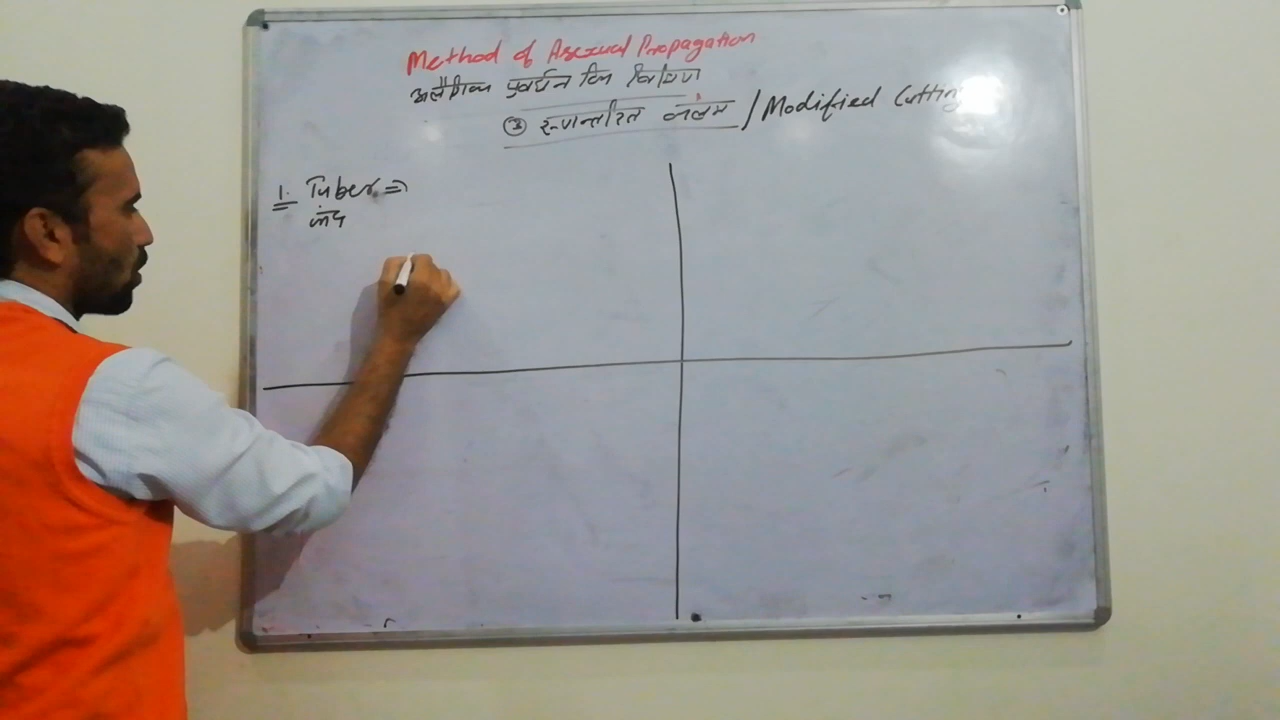 Method of Asexual Propagation
अलैंगिक प्रवर्धन कि विधियां
③ रूपान्तरित कलम / Modified Cutting
1. Tuber ⇒
कंद